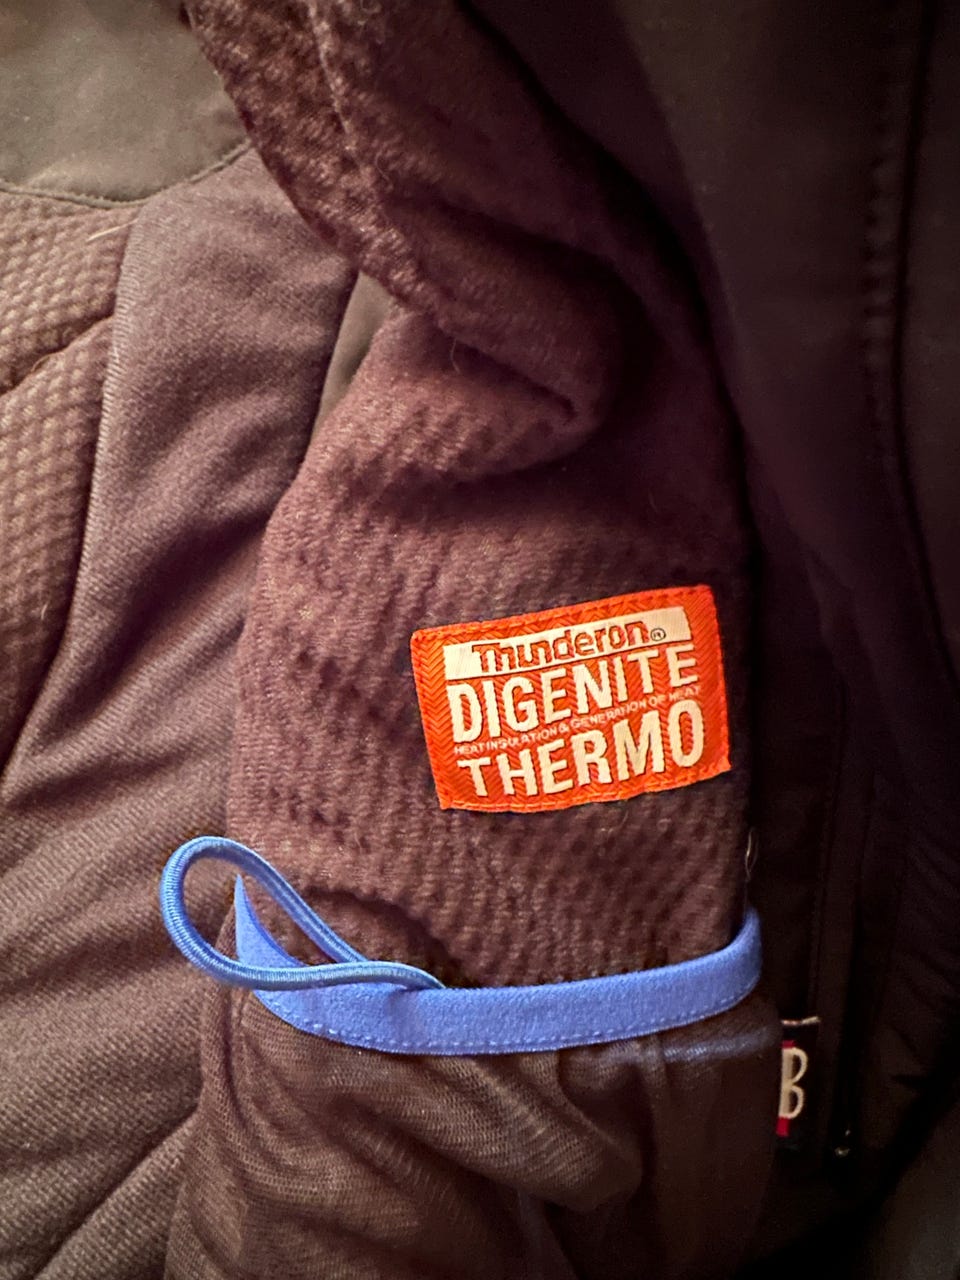 Thunderon®
DIGENITE
HEAT INSULATION & GENERATION OF HEAT
THERMO
B